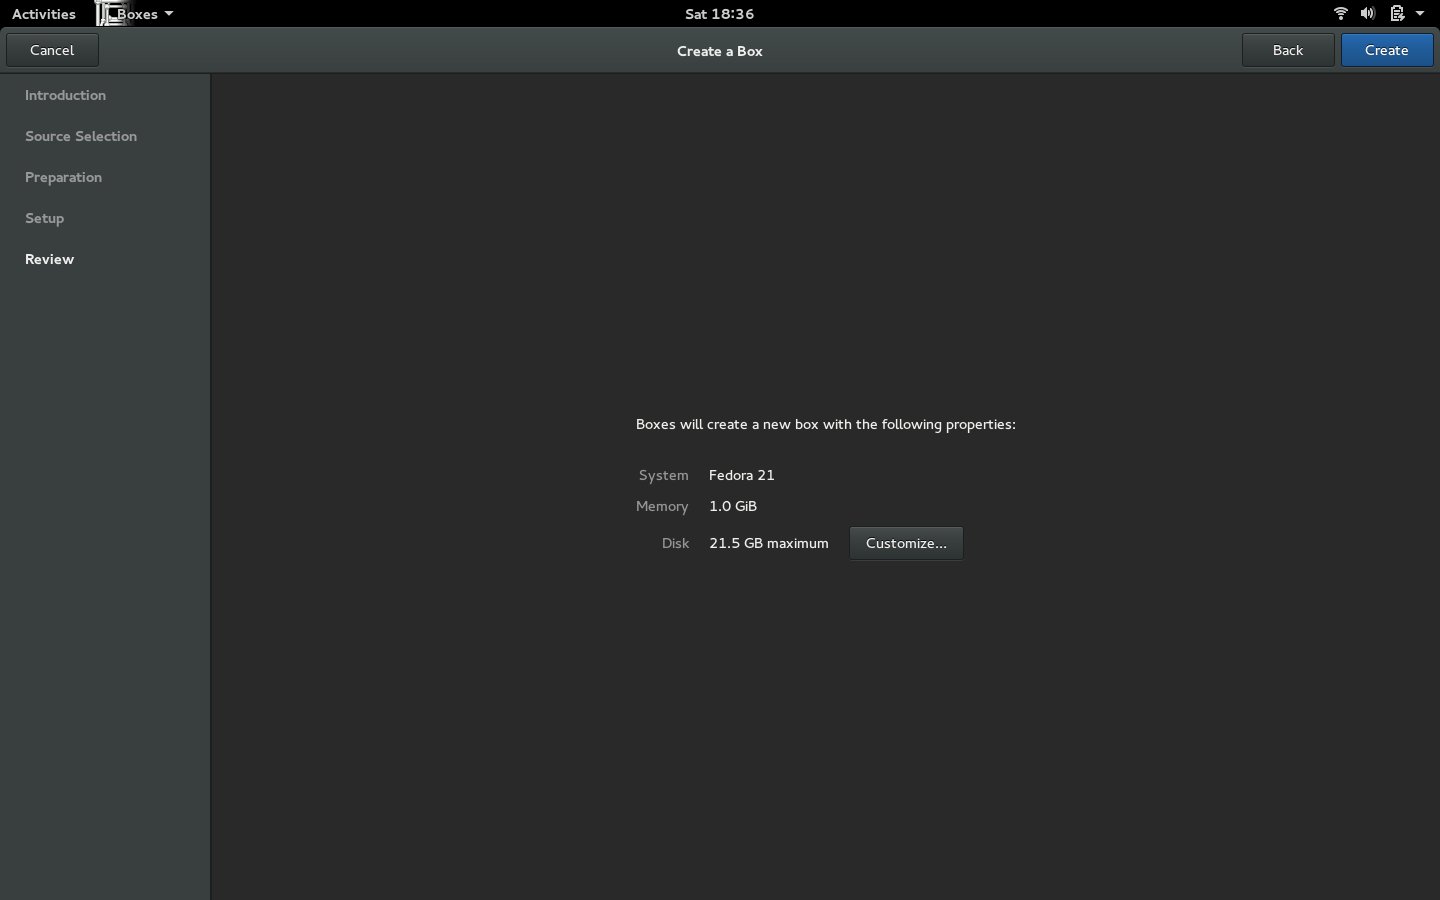 Activities Boxes Sat 18:36
Cancel Create a Box Back Create
Introduction
Source Selection
Preparation
Setup
Review
Boxes will create a new box with the following properties:
System Fedora 21
Memory 1.0 GiB
Disk 21.5 GB maximum Customize...